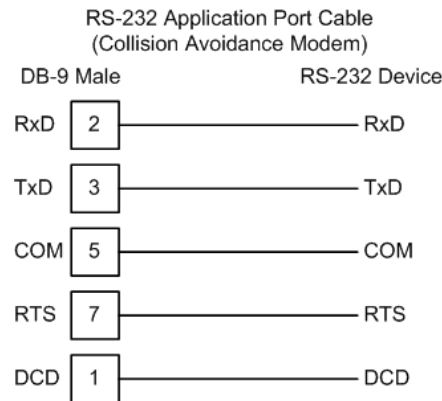 RS-232 Application Port Cable
(Collision Avoidance Modem)
DB-9 Male RS-232 Device
RxD 2 RxD
TxD 3 TxD
COM 5 COM
RTS 7 RTS
DCD 1 DCD